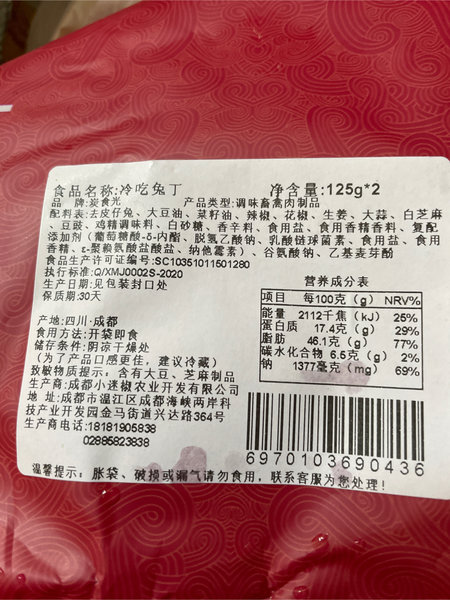 食品名称:冷吃兔丁 净含量:125g*2
品 牌:炭食光 产品类型:调味畜禽肉制品
配料表:去皮仔兔、大豆油、菜籽油、辣椒、花椒、生姜、大蒜、白芝麻
、豆豉、鸡精调味料、白砂糖、香辛料、食用盐、食用香精香料、复配
添加剂（葡萄糖酸-δ-内酯、脱氢乙酸钠、乳酸链球菌素、食用盐、食用
香精、ε-聚赖氨酸盐酸盐、纳他霉素）、谷氨酸钠、乙基麦芽酚
食品生产许可证编号:SC10351011501280
执行标准:Q/XMJ0002S-2020
生产日期:见包装封口处
保质期:30天
产地:四川·成都
食用方法:开袋即食
储存条件:阴凉干燥处
(为了产品口感更佳，建议冷藏)
致敏物质提示：含有大豆、芝麻制品
生产商:成都小迷椒农业开发有限公司
地 址:成都市温江区成都海峡两岸科
技产业开发园金马街道兴达路364号
生产商电话:18181905838
02885823838
营养成分表
项目 每100克（g） NRV%
能量 2112千焦（kJ） 25%
蛋白质 17.4克（g） 29%
脂肪 46.1克（g） 77%
碳水化合物 6.5克（g） 2%
钠 1377毫克（mg） 69%
6970103690436
温馨提示：胀袋、破损或漏气请勿食用，联系客服为您处理！